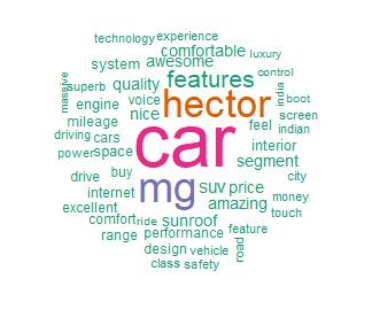 technology experience
comfortable luxury
system awesome
features control
massive superb quality
engine voice hector india boot
nice screen
mileage feel indian
driving cars car
power space interior
segment
drive buy city
internet mg suv price
money
excellent amazing
touch
comfort ride sunroof
range performance feature
design vehicle road
class safety